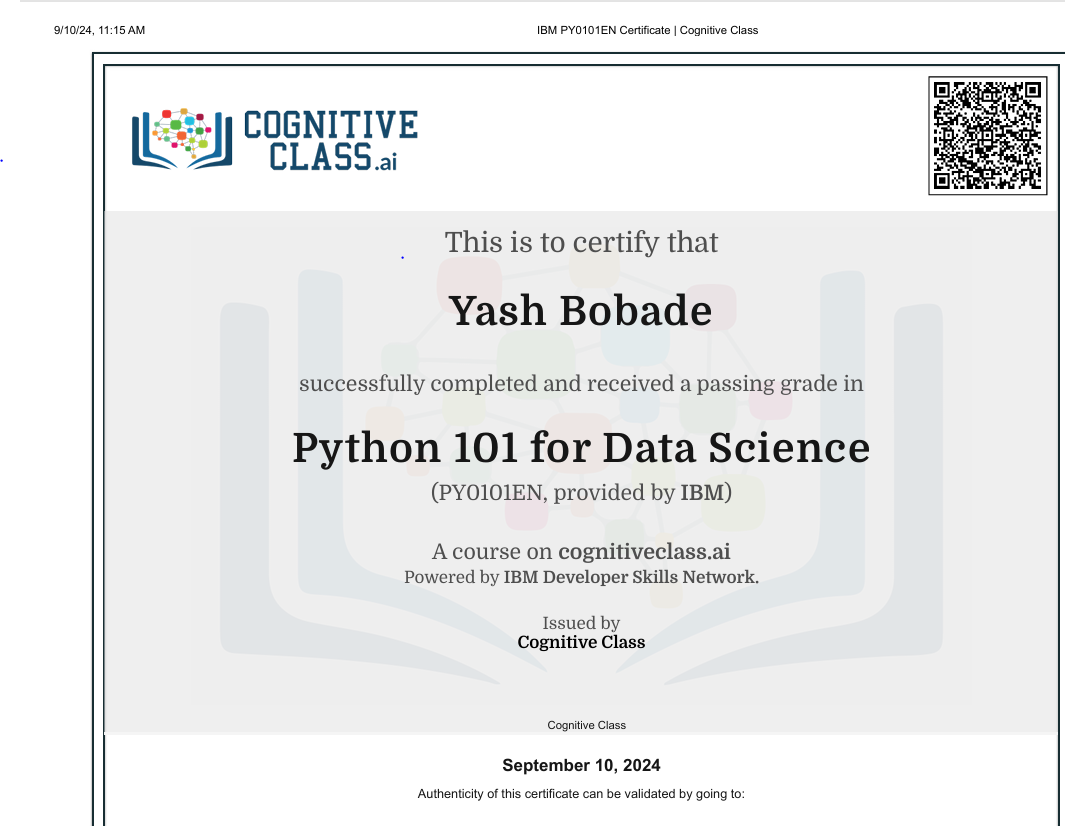 9/10/24, 11:15 AM
IBM PY0101EN Certificate | Cognitive Class
COGNITIVE
CLASS.ai
This is to certify that
Yash Bobade
successfully completed and received a passing grade in
Python 101 for Data Science
(PY0101EN, provided by IBM)
A course on cognitiveclass.ai
Powered by IBM Developer Skills Network.
Issued by
Cognitive Class
Cognitive Class
September 10, 2024
Authenticity of this certificate can be validated by going to: